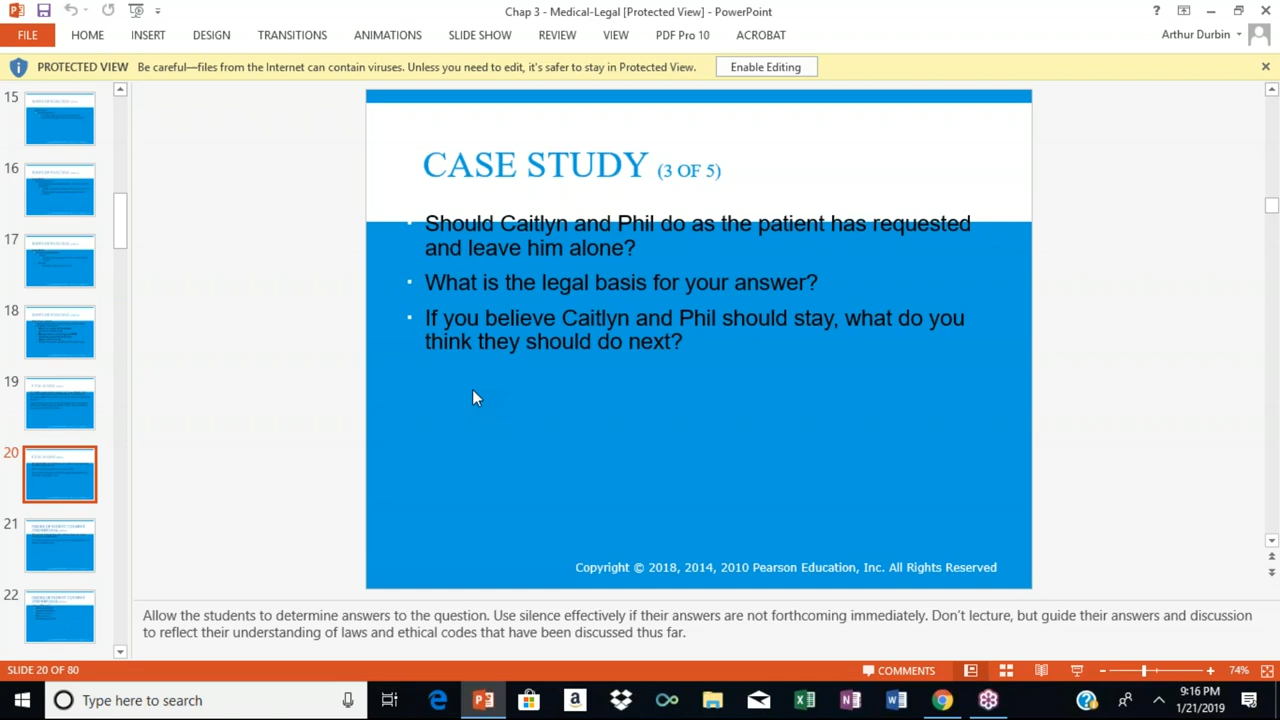 Chap 3 - Medical-Legal [Protected View] - PowerPoint
FILE HOME INSERT DESIGN TRANSITIONS ANIMATIONS SLIDE SHOW REVIEW VIEW PDF Pro 10 ACROBAT Arthur Durbin
PROTECTED VIEW Be careful—files from the Internet can contain viruses. Unless you need to edit, it's safer to stay in Protected View. Enable Editing
15
16
17
18
19
20
21
22
CASE STUDY (3 OF 5)
Should Caitlyn and Phil do as the patient has requested
and leave him alone?
What is the legal basis for your answer?
If you believe Caitlyn and Phil should stay, what do you
think they should do next?
Copyright © 2018, 2014, 2010 Pearson Education, Inc. All Rights Reserved
Allow the students to determine answers to the question. Use silence effectively if their answers are not forthcoming immediately. Don't lecture, but guide their answers and discussion
to reflect their understanding of laws and ethical codes that have been discussed thus far.
SLIDE 20 OF 80 COMMENTS 74%
Type here to search 9:16 PM
1/21/2019